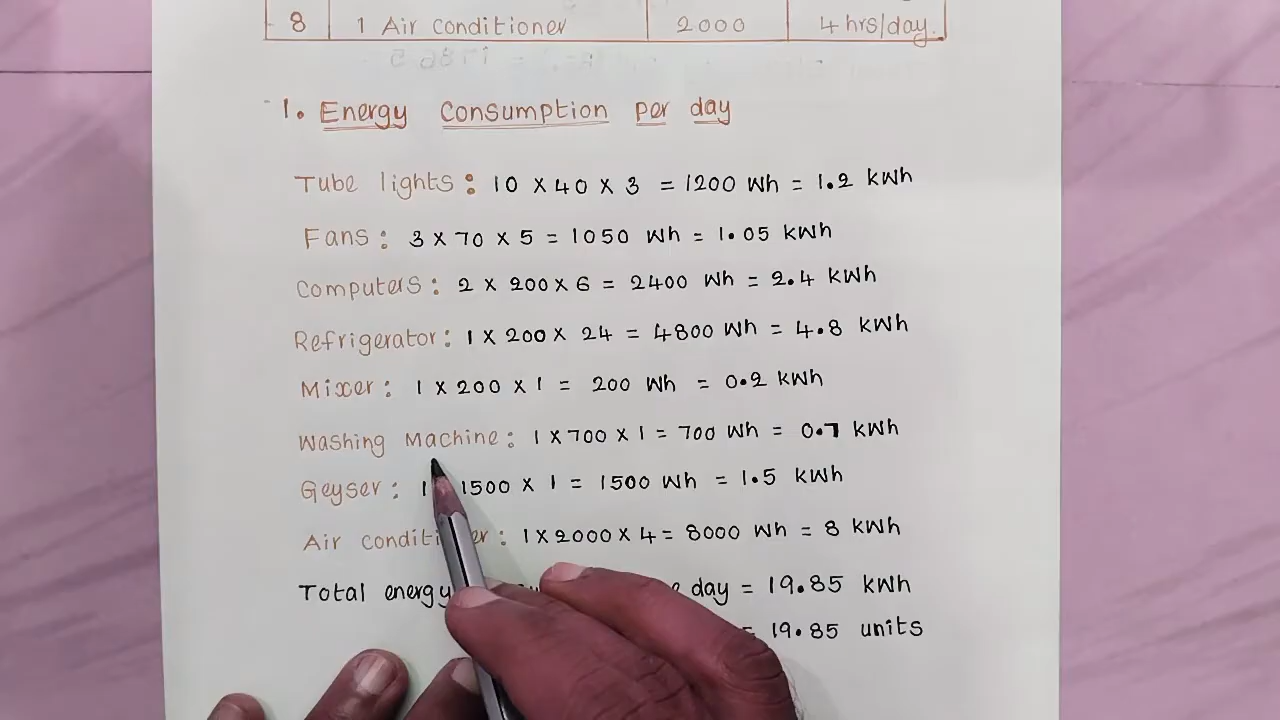 8 1 Air conditioner 2000 4 hrs/day.
1. Energy Consumption per day
Tube lights : 10 x 40 x 3 = 1200 Wh = 1.2 kWh
Fans : 3 x 70 x 5 = 1050 Wh = 1.05 kWh
Computers : 2 x 200 x 6 = 2400 Wh = 2.4 kWh
Refrigerator : 1 x 200 x 24 = 4800 Wh = 4.8 kWh
Mixer : 1 x 200 x 1 = 200 Wh = 0.2 kWh
Washing Machine : 1 x 700 x 1 = 700 Wh = 0.7 kWh
Geyser : 1 1500 x 1 = 1500 Wh = 1.5 kWh
Air : 1 x 2000 x 4 = 8000 Wh = 8 kWh
Total energy day = 19.85 kWh
= 19.85 units